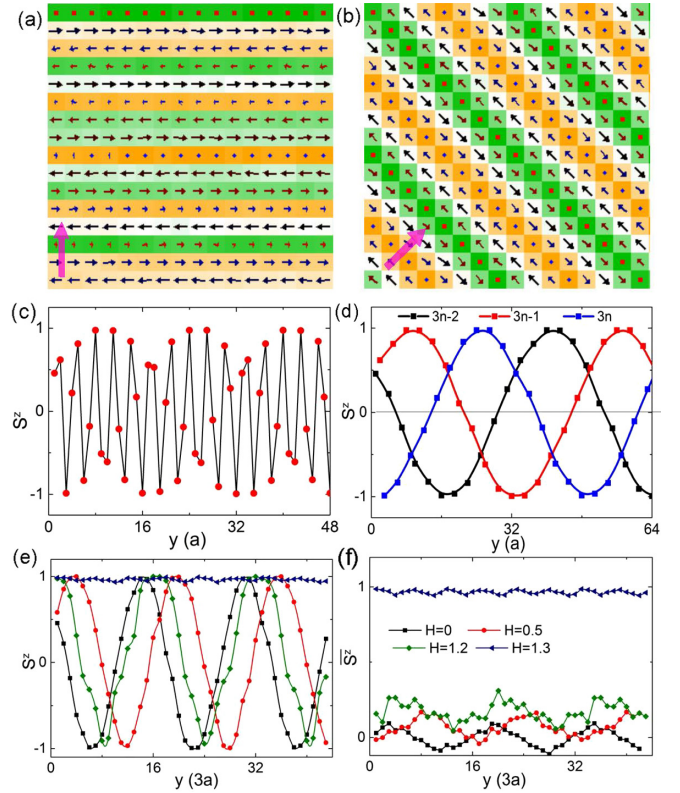 (a)
(b)
(c)
1
0
-1
S^z
0 16 32 48
y (a)
(d)
3n-2 3n-1 3n
1
0
-1
S^z
0 32 64
y (a)
(e)
1
0
-1
S^z
0 16 32
y (3a)
(f)
1
0
S̅^z
H=0 H=0.5
H=1.2 H=1.3
0 16 32
y (3a)